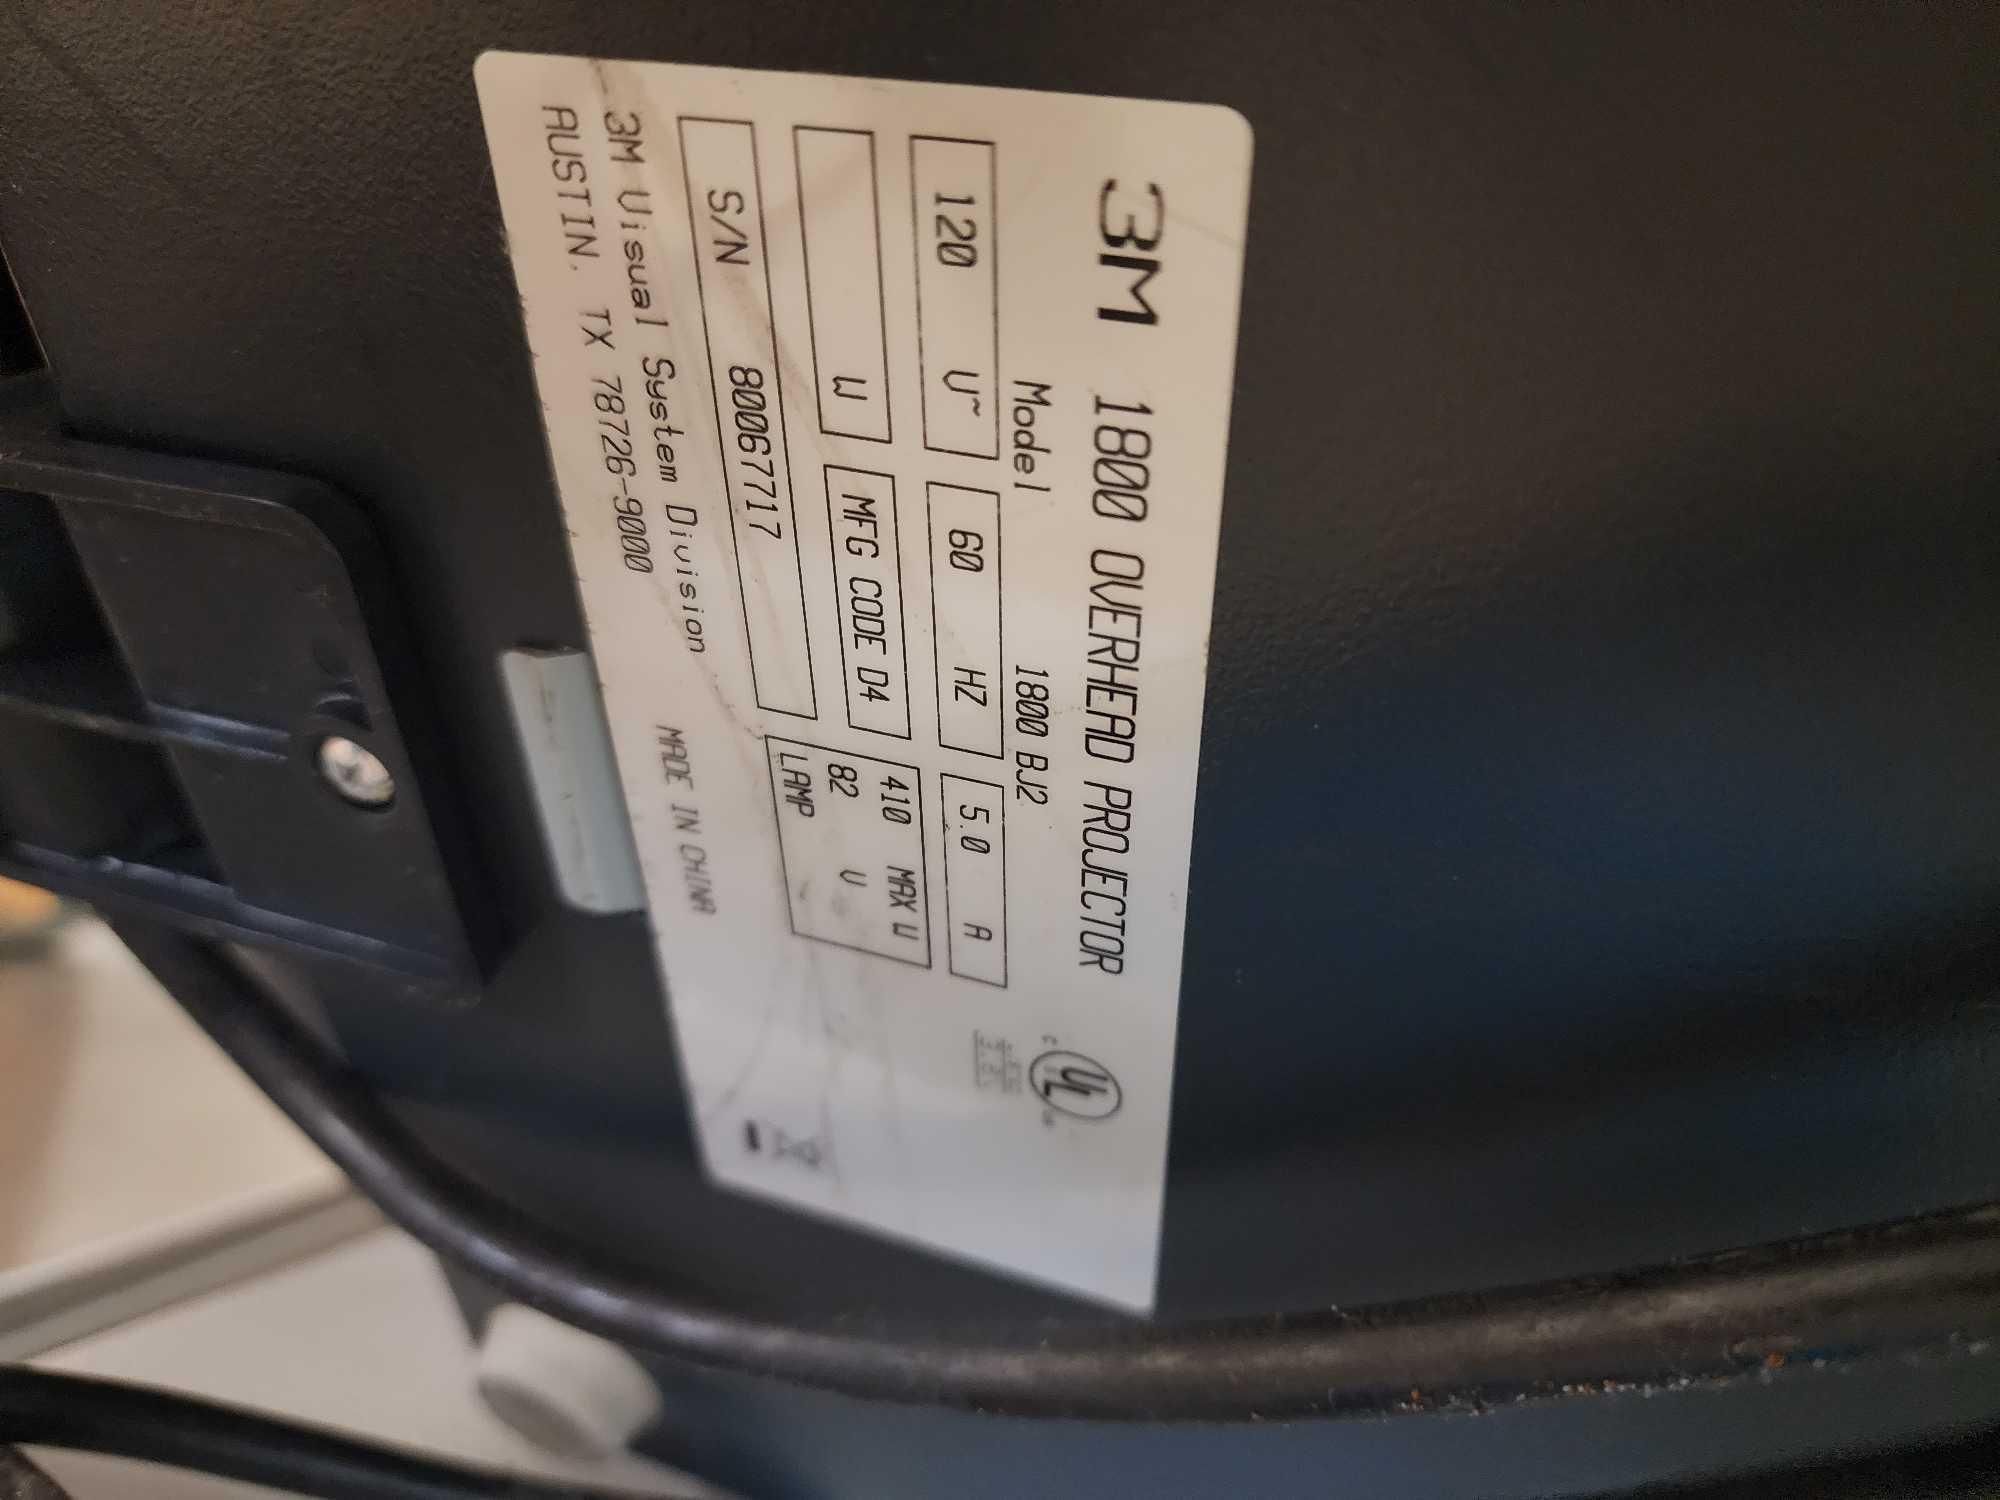 3M 1800 OVERHEAD PROJECTOR
Model 1800 BJ2
120 V~ 60 HZ 5.0 A
W MFG CODE D4 410 MAX W
82 V
S/N 80067717 LAMP
3M Visual System Division MADE IN CHINA
AUSTIN. TX 78726-9000
UL